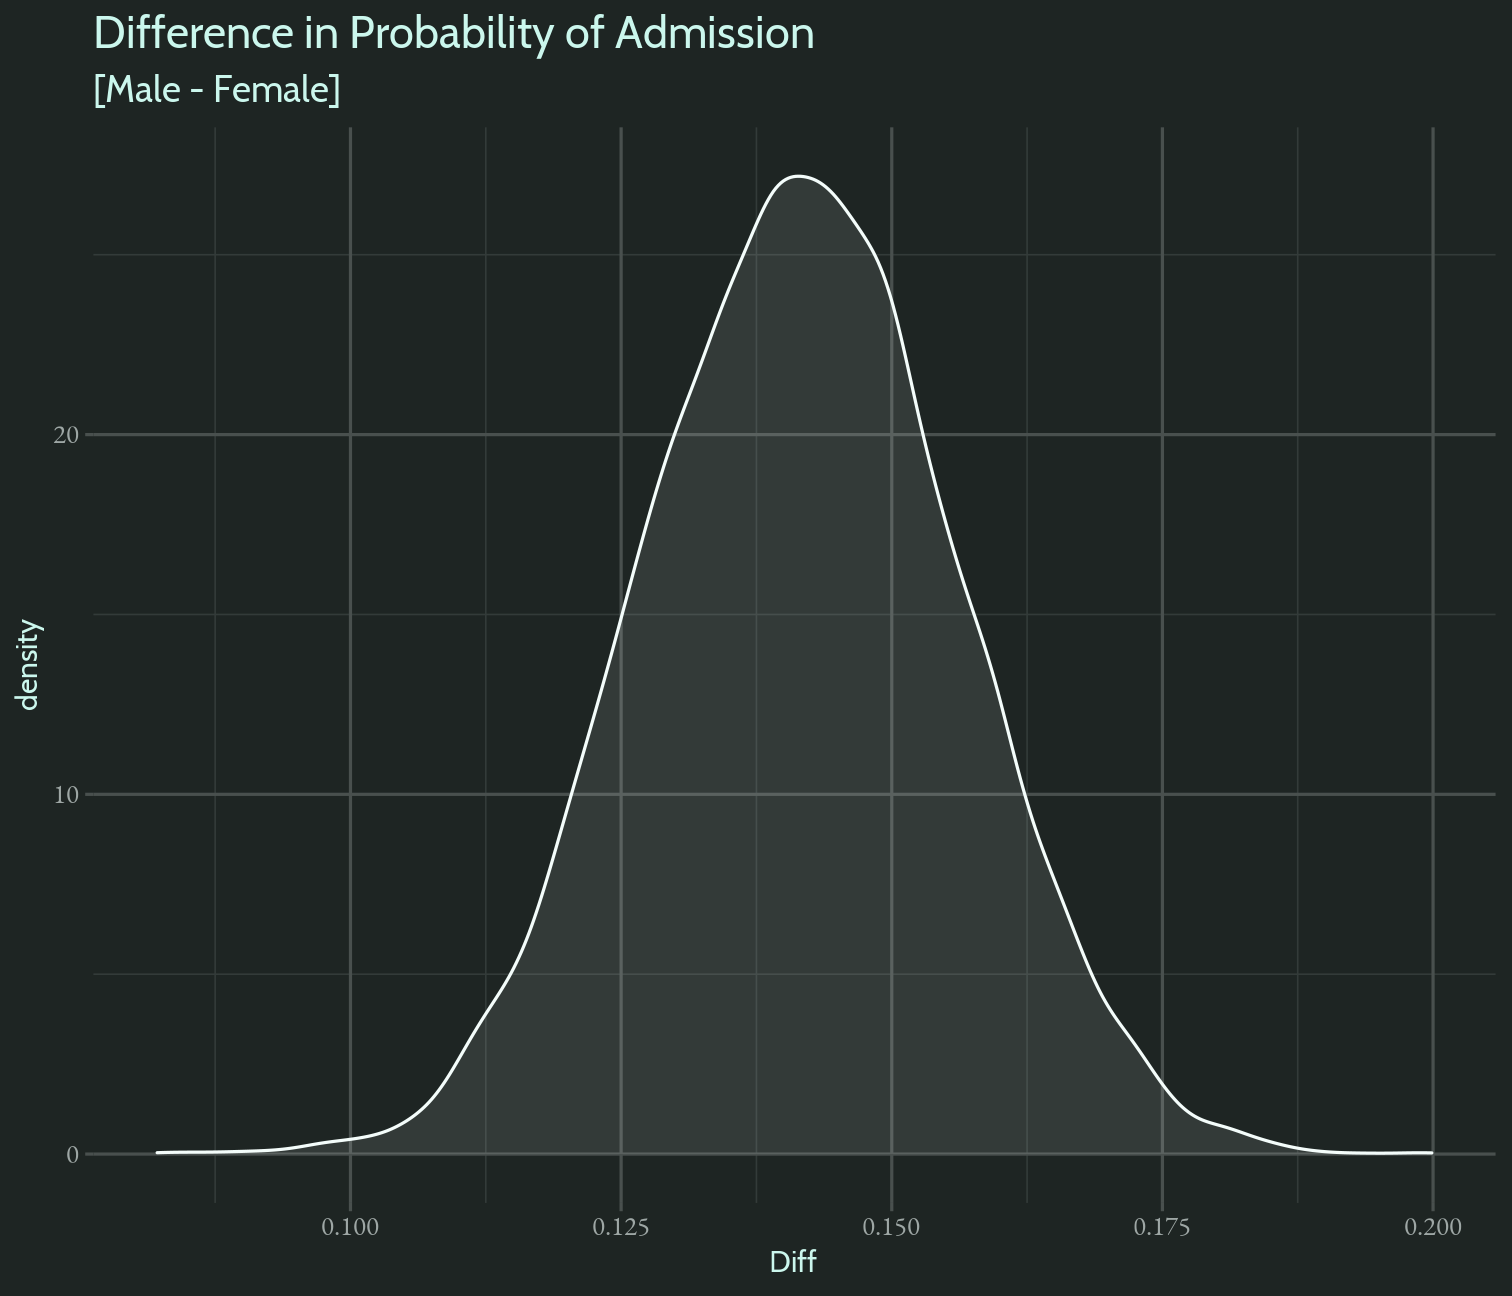 Difference in Probability of Admission
[Male - Female]
density
20
10
0
0.100 0.125 0.150 0.175 0.200
Diff